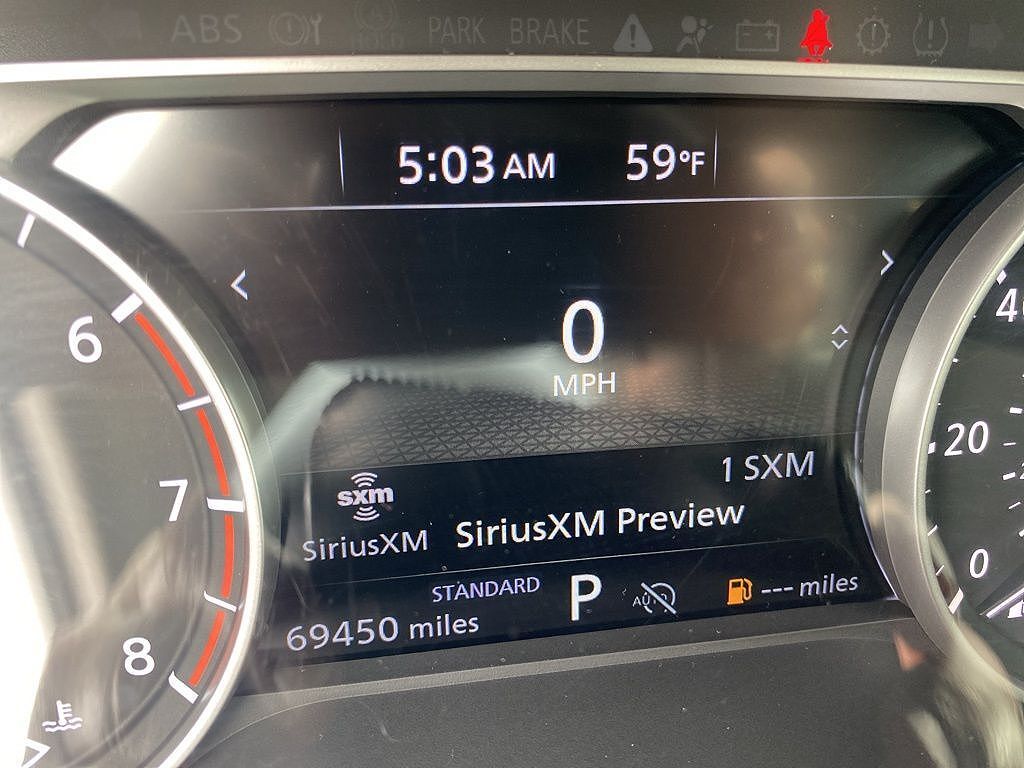 ABS
HOLD
PARK BRAKE
5:03 AM 59°F
6
7
8
0
MPH
sxm
SiriusXM
1 SXM
SiriusXM Preview
STANDARD P AUTO --- miles
69450 miles
20
0